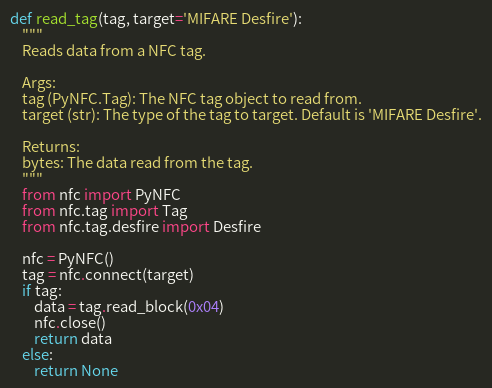 def read_tag(tag, target='MIFARE Desfire'):
    """
    Reads data from a NFC tag.

    Args:
    tag (PyNFC.Tag): The NFC tag object to read from.
    target (str): The type of the tag to target. Default is 'MIFARE Desfire'.

    Returns:
    bytes: The data read from the tag.
    """
    from nfc import PyNFC
    from nfc.tag import Tag
    from nfc.tag.desfire import Desfire

    nfc = PyNFC()
    tag = nfc.connect(target)
    if tag:
        data = tag.read_block(0x04)
        nfc.close()
        return data
    else:
        return None